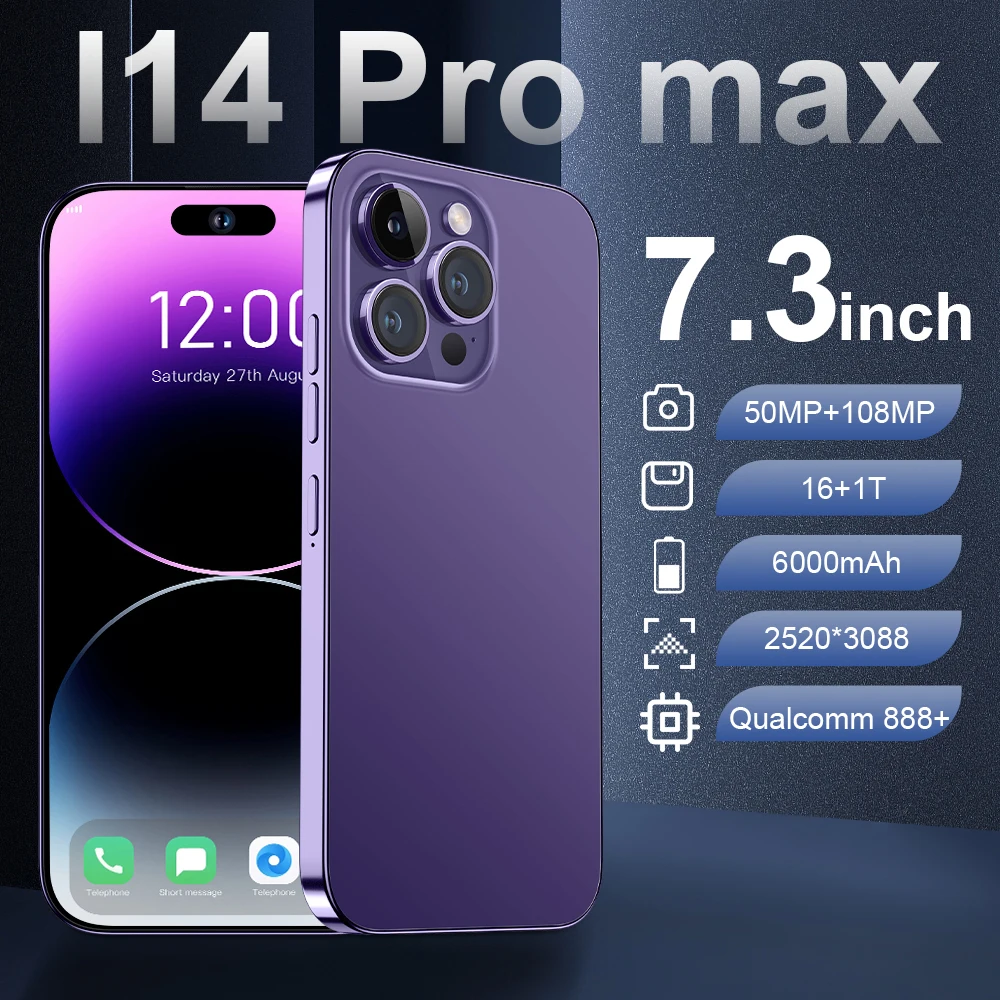 I14 Pro max
7.3inch
12:00
Saturday 27th Augu
50MP+108MP
16+1T
6000mAh
2520*3088
Qualcomm 888+
Telephone
Short message
Telephone